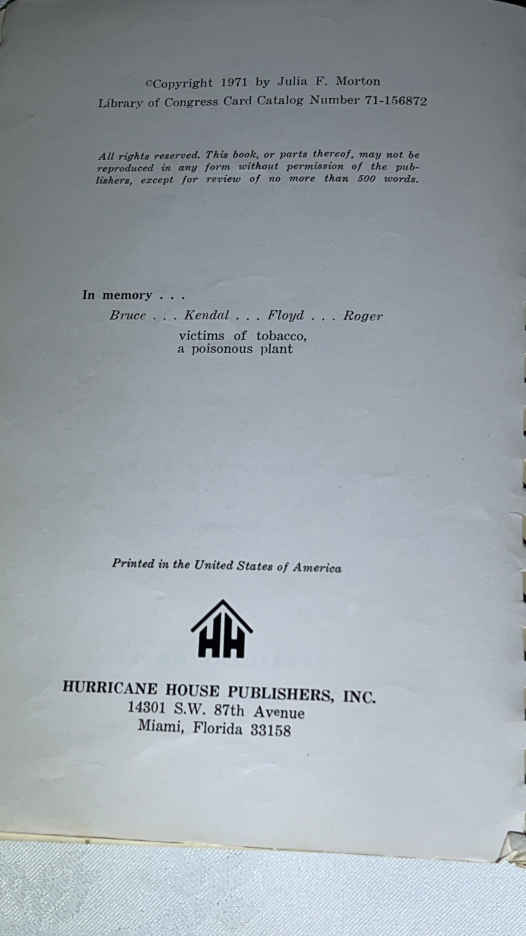 ©Copyright 1971 by Julia F. Morton
Library of Congress Card Catalog Number 71-156872
All rights reserved. This book, or parts thereof, may not be
reproduced in any form without permission of the pub-
lishers, except for review of no more than 500 words.
In memory . . .
Bruce . . . Kendal . . . Floyd . . . Roger
victims of tobacco,
a poisonous plant
Printed in the United States of America
HH
HURRICANE HOUSE PUBLISHERS, INC.
14301 S.W. 87th Avenue
Miami, Florida 33158